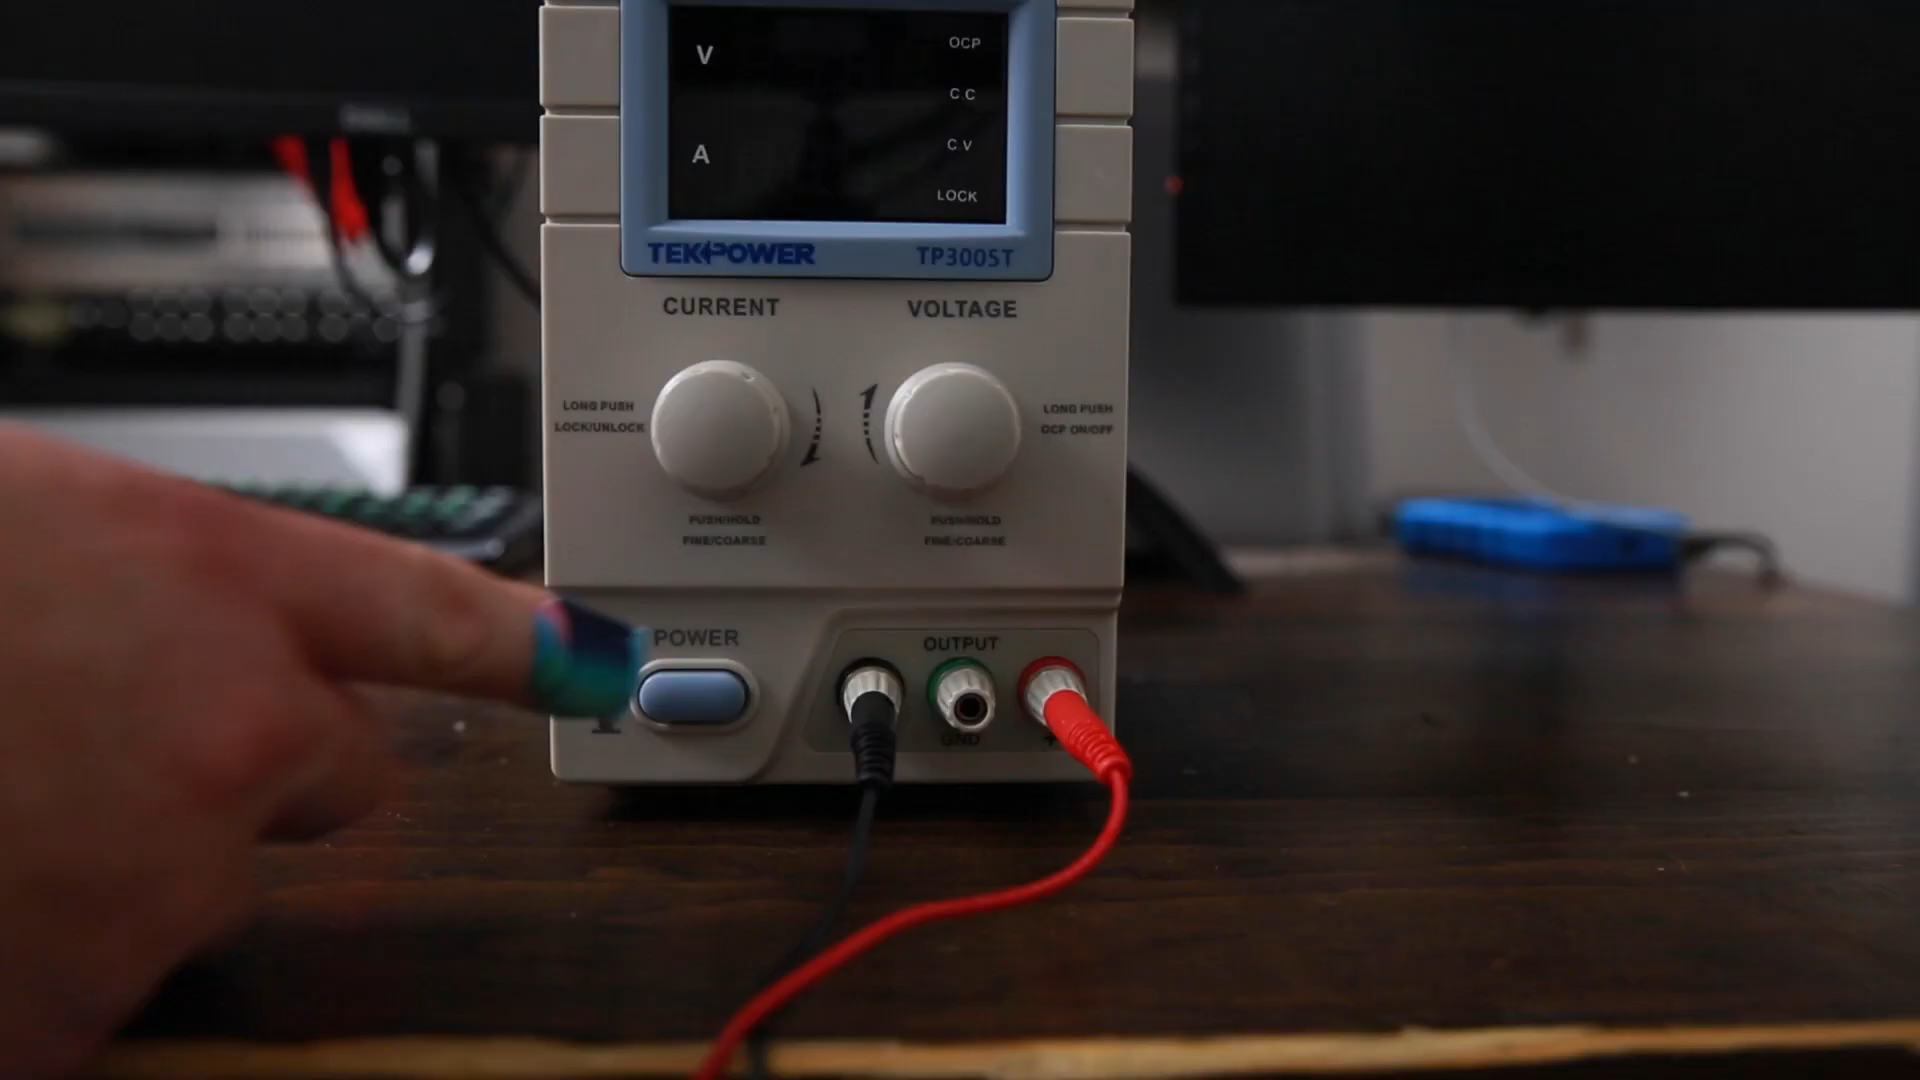 V
OCP
C.C
A
C.V
LOCK
TEKPOWER
TP3005T
CURRENT
VOLTAGE
LONG PUSH
LOCK/UNLOCK
LONG PUSH
OCP ON/OFF
PUSH/HOLD
FINE/COARSE
PUSH/HOLD
FINE/COARSE
POWER
OUTPUT
GND
+